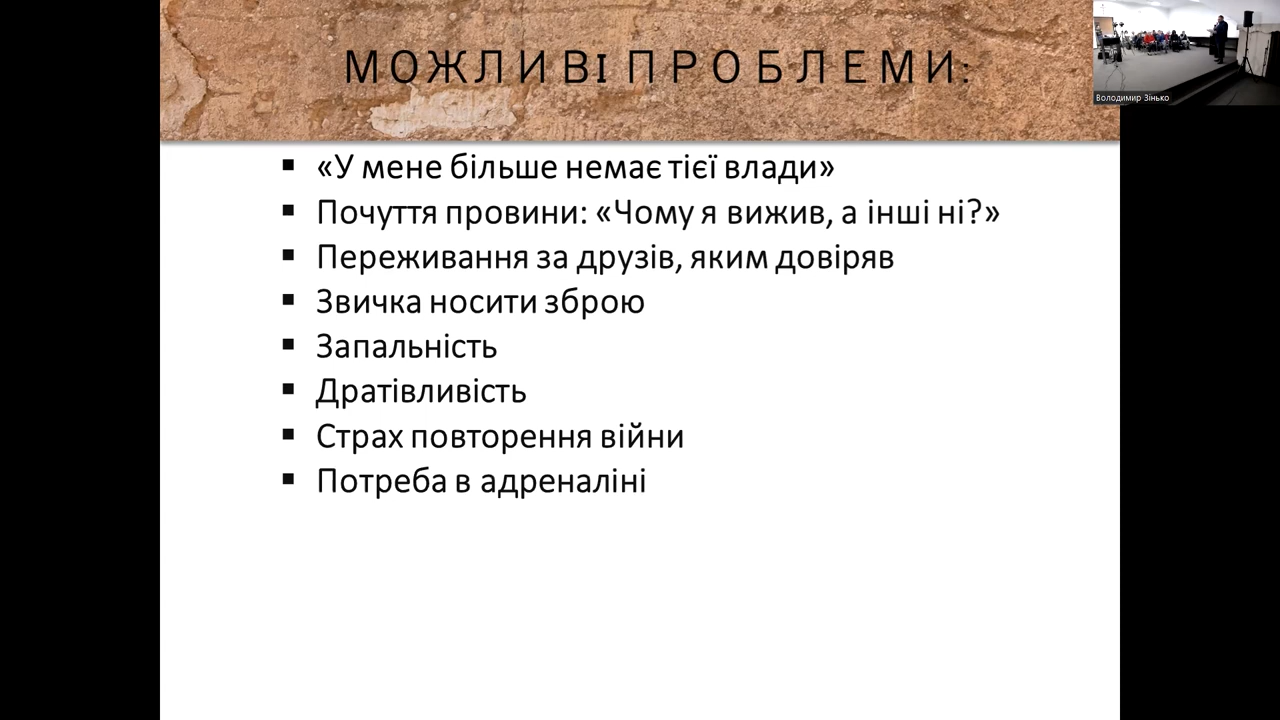 МОЖЛИВІ ПРОБЛЕМИ:
Володимир Зінько
▪ «У мене більше немає тієї влади»
▪ Почуття провини: «Чому я вижив, а інші ні?»
▪ Переживання за друзів, яким довіряв
▪ Звичка носити зброю
▪ Запальність
▪ Дратівливість
▪ Страх повторення війни
▪ Потреба в адреналіні